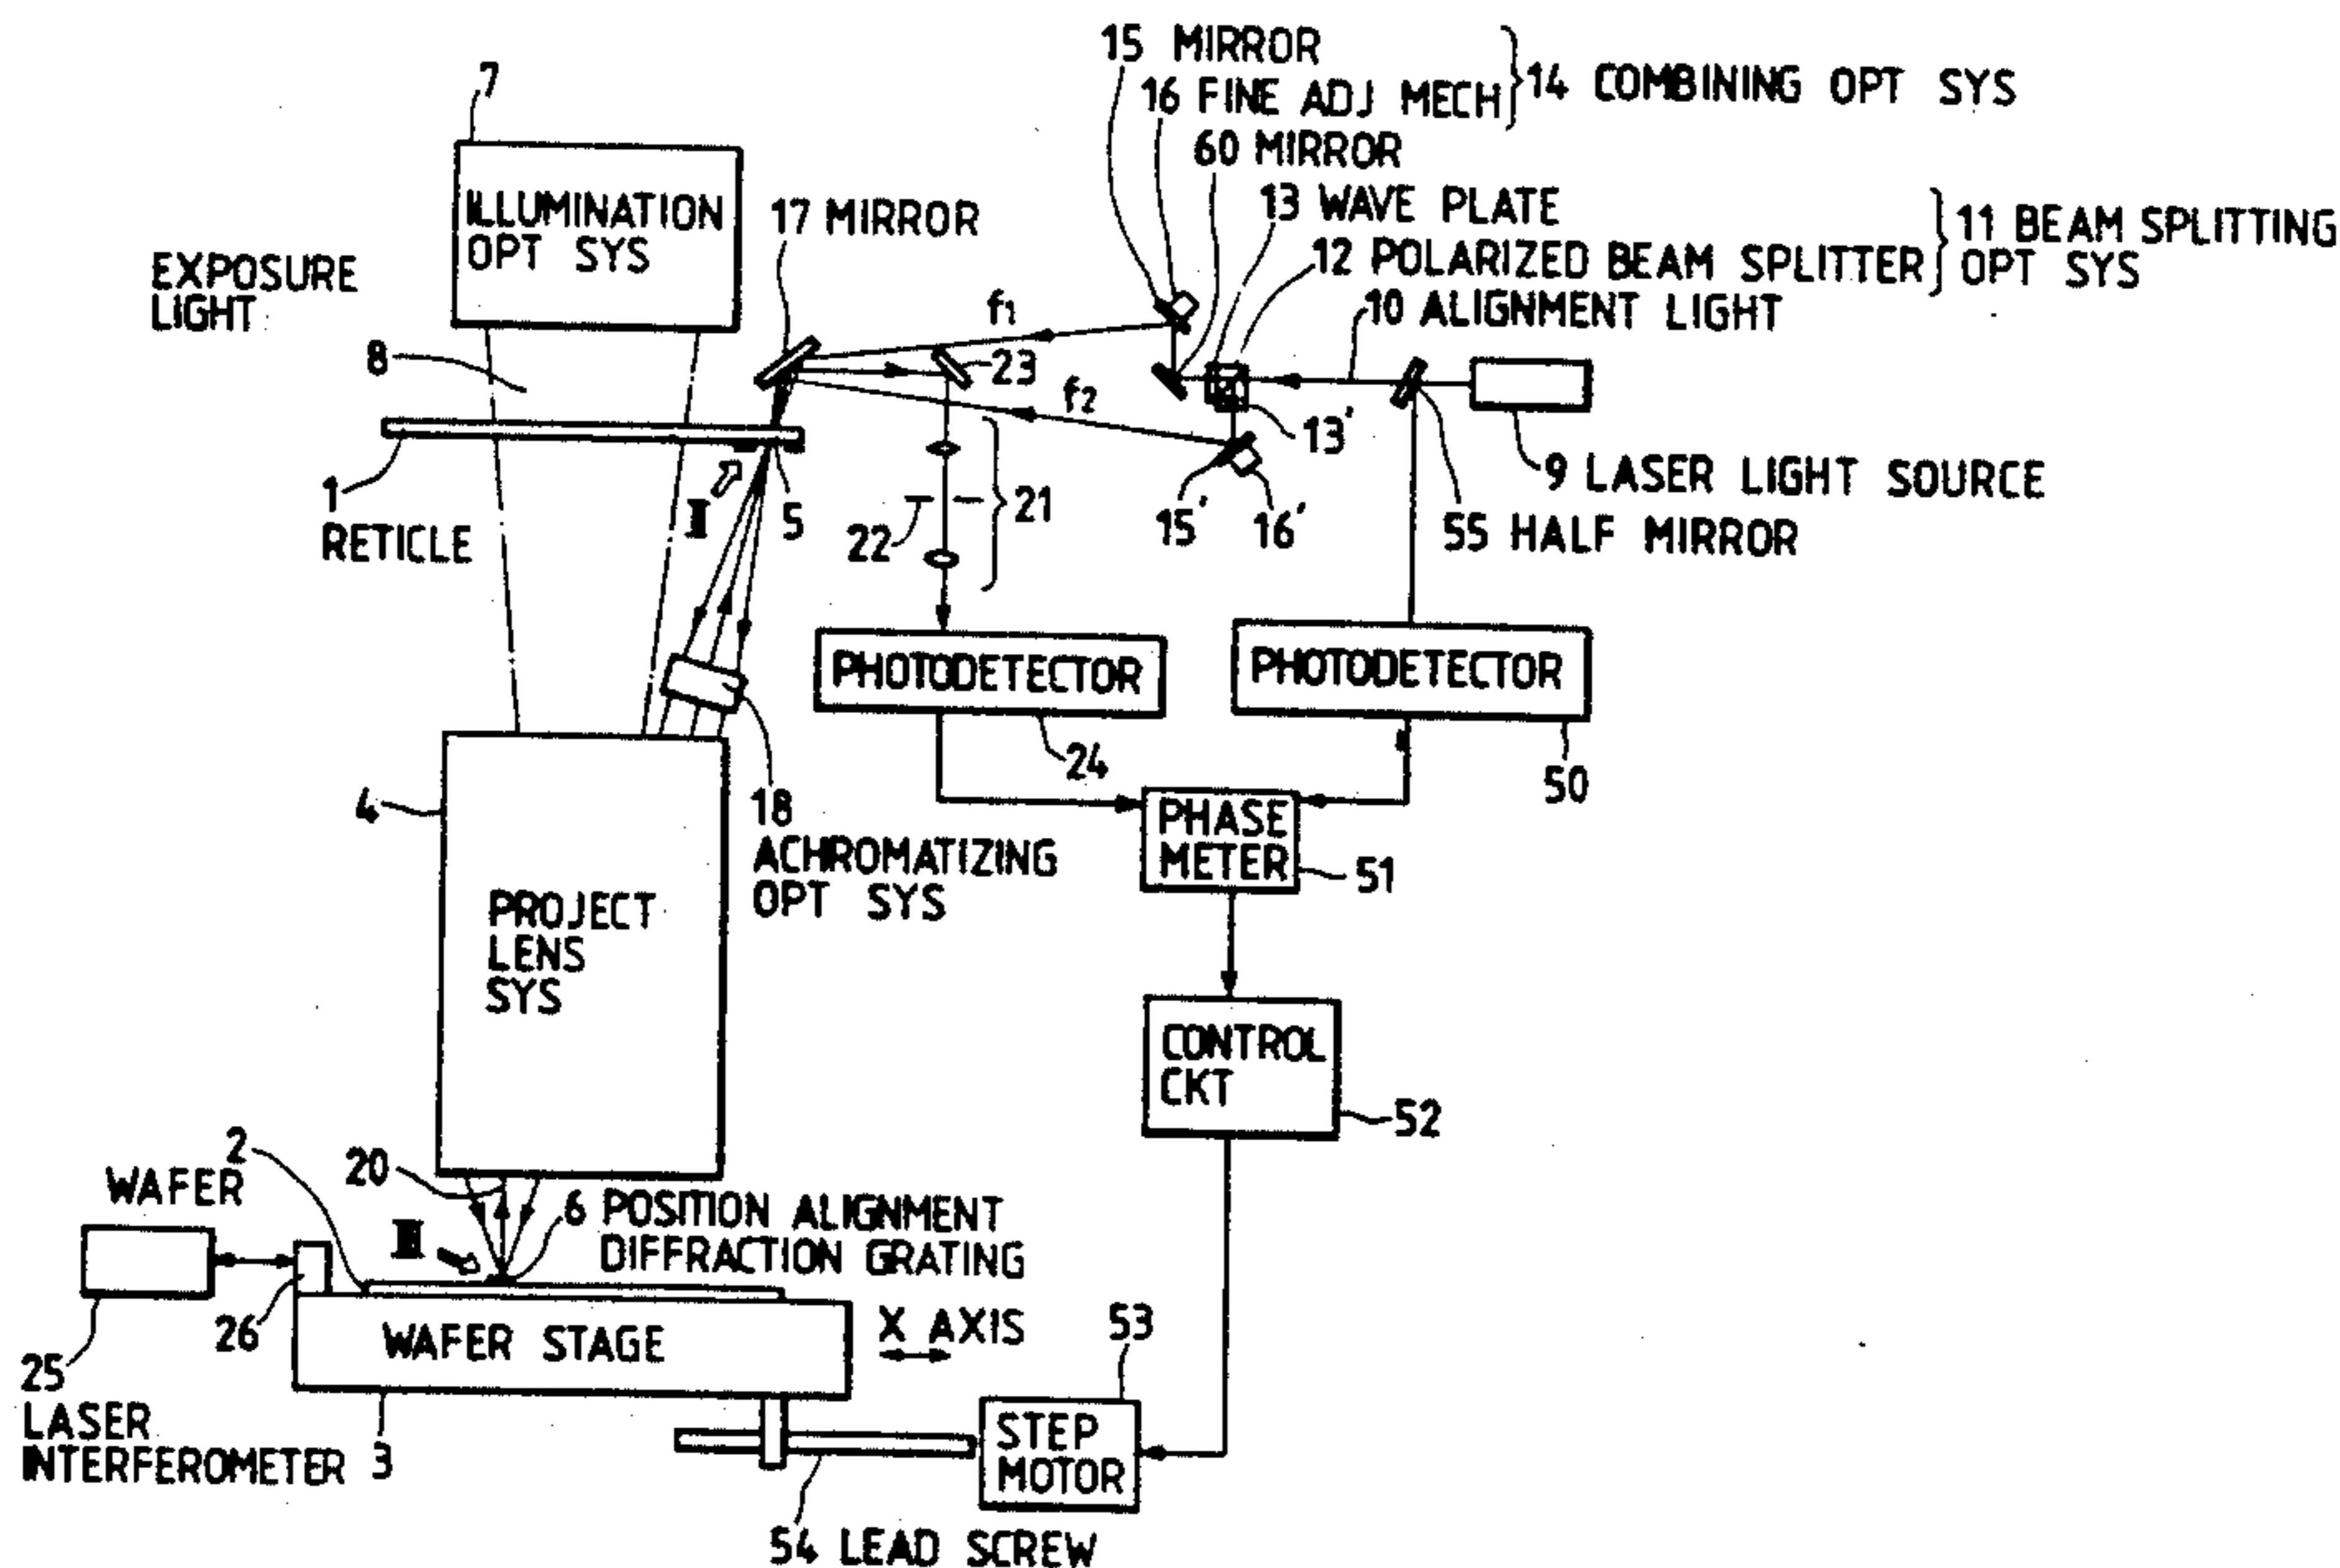 15 MIRROR
16 FINE ADJ MECH
14 COMBINING OPT SYS
60 MIRROR
13 WAVE PLATE
12 POLARIZED BEAM SPLITTER
11 BEAM SPLITTING
OPT SYS
10 ALIGNMENT LIGHT
7
ILLUMINATION
OPT SYS
17 MIRROR
EXPOSURE
LIGHT
f1
8
23
f2
13'
9 LASER LIGHT SOURCE
1
RETICLE
I
5
22
21
15'
16'
55 HALF MIRROR
PHOTODETECTOR
PHOTODETECTOR
24
50
4
18
ACHROMATIZING
OPT SYS
PHASE
METER
51
PROJECT
LENS
SYS
CONTROL
CKT
52
2
WAFER
20
6 POSITION ALIGNMENT
DIFFRACTION GRATING
26
WAFER STAGE
X AXIS
53
25
LASER
INTERFEROMETER
3
STEP
MOTOR
54 LEAD SCREW